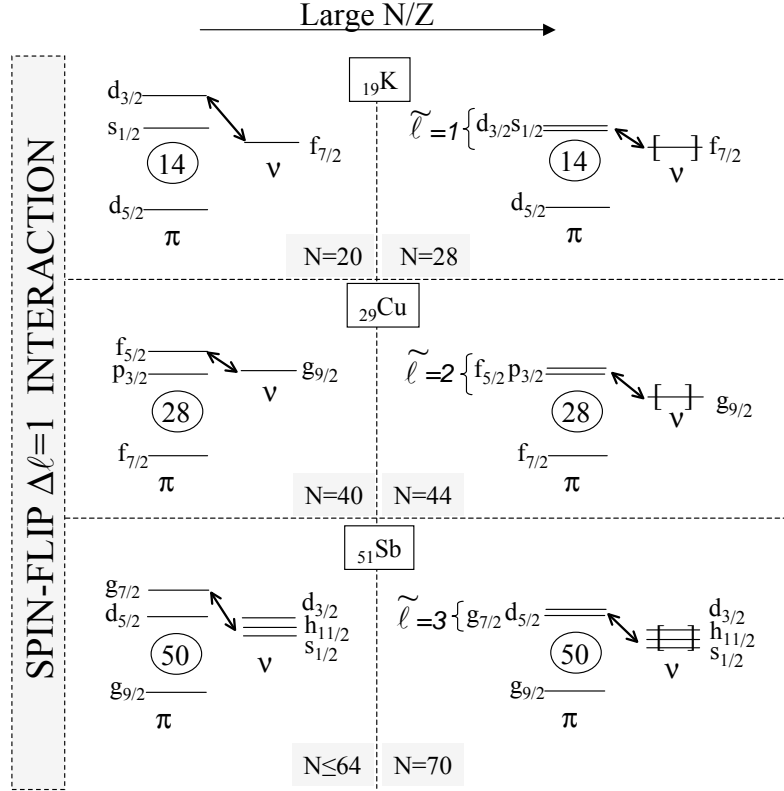 Large N/Z
SPIN-FLIP Δℓ=1 INTERACTION
₁₉K
d₃/₂
s₁/₂
14
d₅/₂
π
f₇/₂
ν
N=20
ℓ̃=1{d₃/₂s₁/₂
14
d₅/₂
π
[ ] f₇/₂
ν
N=28
₂₉Cu
f₅/₂
p₃/₂
28
f₇/₂
π
g₉/₂
ν
N=40
ℓ̃=2{f₅/₂ p₃/₂
28
f₇/₂
π
[ ]
ν
g₉/₂
N=44
₅₁Sb
g₇/₂
d₅/₂
50
g₉/₂
π
d₃/₂
h₁₁/₂
s₁/₂
ν
N≤64
ℓ̃=3{g₇/₂ d₅/₂
50
g₉/₂
π
d₃/₂
[ ] h₁₁/₂
s₁/₂
ν
N=70